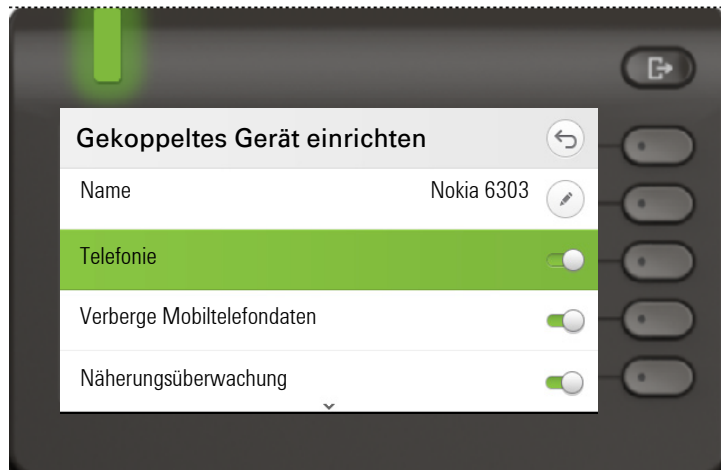 Gekoppeltes Gerät einrichten
Name Nokia 6303
Telefonie
Verberge Mobiltelefondaten
Näherungsüberwachung